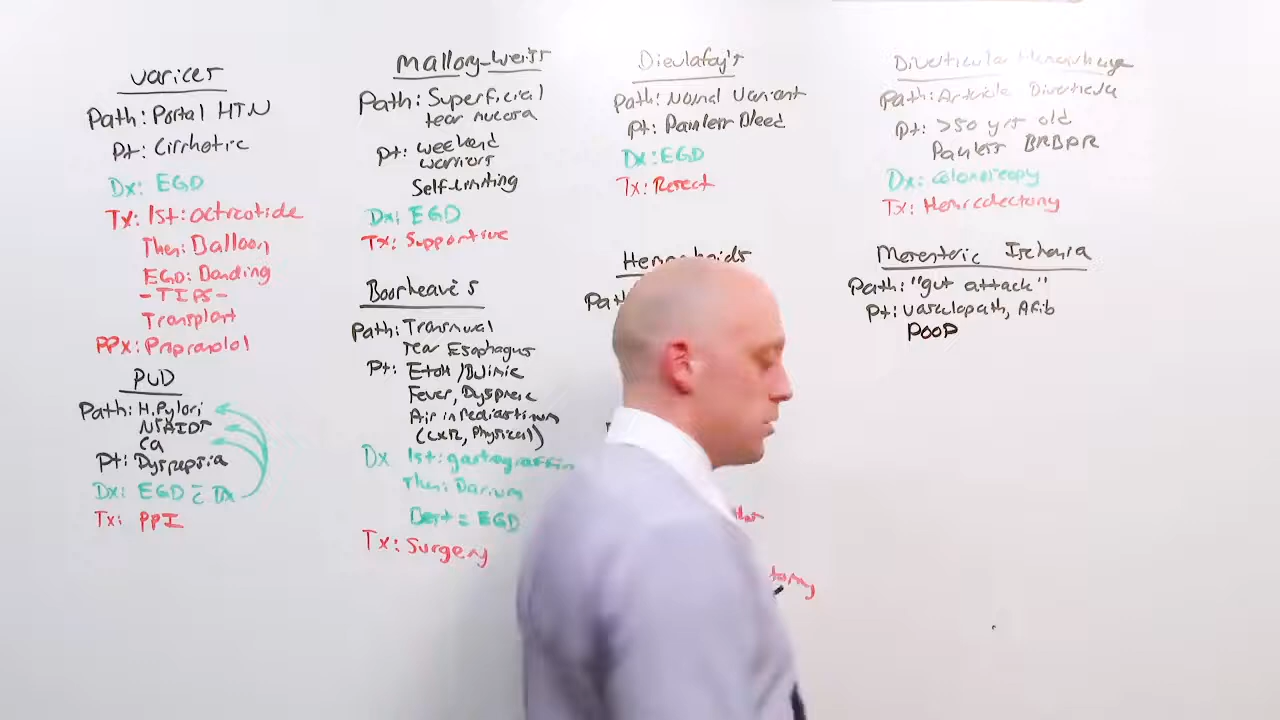 Varices
Path: Portal HTN
Pt: Cirrhotic
Dx: EGD
Tx: 1st: octreotide
Then: Balloon
EGD: Banding
-TIPS-
Transplant
PPx: Propranolol
PUD
Path: H. Pylori
NSAIDs
Ca
Pt: Dyspepsia
Dx: EGD c̄ Bx
Tx: PPI
Mallory-Weiss
Path: Superficial
tear mucosa
Pt: weekend
warriors
Self-limiting
Dx: EGD
Tx: Supportive
Boerhaave's
Path: Transmural
Tear Esophagus
Pt: EtoH/Bulimic
Fever, Dyspneic
Air in mediastinum
(CXR, Physical)
Dx 1st: gastrograffin
Then: Barium
Best = EGD
Tx: Surgery
Dieulafoy's
Path: Normal Variant
Pt: Painless Bleed
Dx: EGD
Tx: Resect
Hemorrhoids
Path
tomy
Diverticular Hemorrhage
Path: Arteriole Diverticula
Pt: >50 yrs old
Painless BRBPR
Dx: Colonoscopy
Tx: Hemicolectomy
Mesenteric Ischemia
Path: "gut attack"
Pt: vasculopath, Afib
POOP